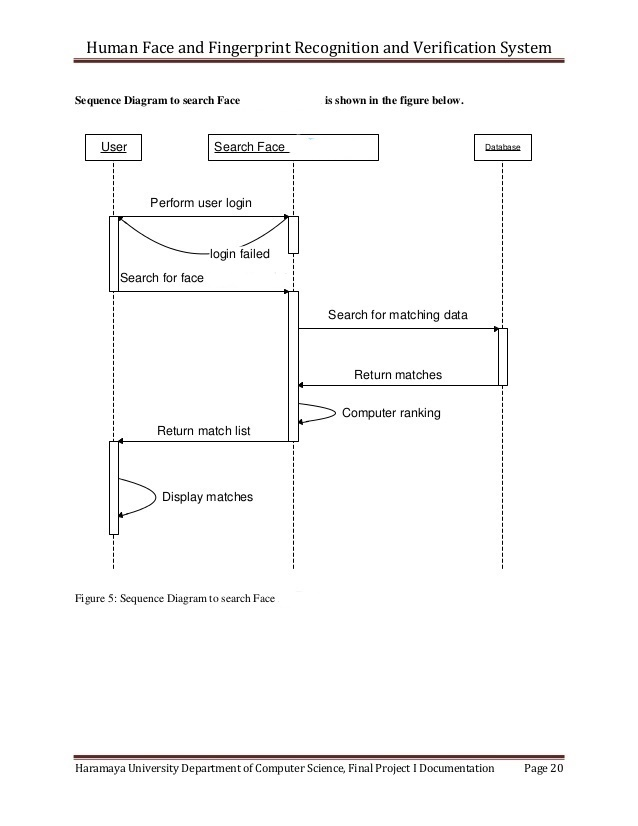 Human Face and Fingerprint Recognition and Verification System
Sequence Diagram to search Face is shown in the figure below.
User Search Face Database
Perform user login
login failed
Search for face
Search for matching data
Return matches
Computer ranking
Return match list
Display matches
Figure 5: Sequence Diagram to search Face
Haramaya University Department of Computer Science, Final Project I Documentation Page 20